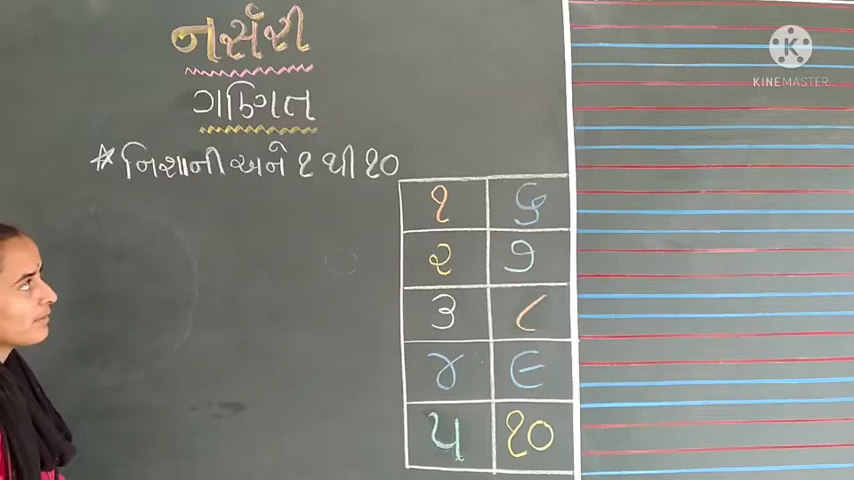 નર્સરી
ગણિત
* નિશાની અને ૧ થી ૧૦
૧ ૬
૨ ૭
૩ ૮
૪ ૯
૫ ૧૦
K
KINEMASTER